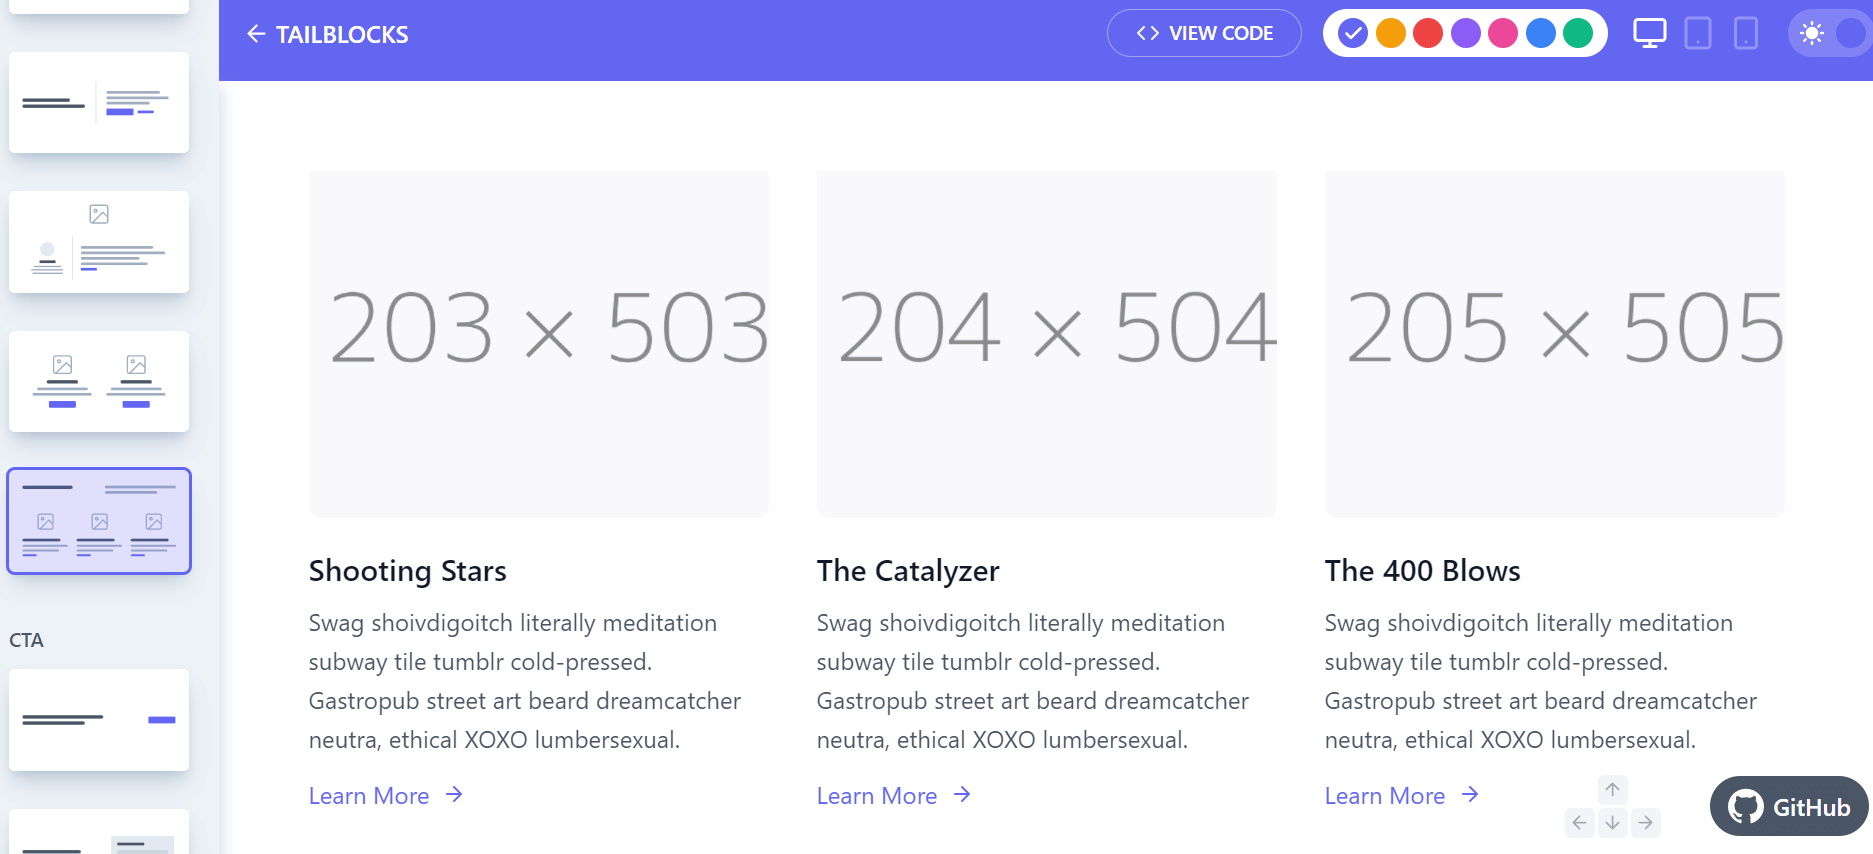 TAILBLOCKS
VIEW CODE
203 × 503
204 × 504
205 × 505
Shooting Stars
Swag shoivdigoitch literally meditation
subway tile tumblr cold-pressed.
Gastropub street art beard dreamcatcher
neutra, ethical XOXO lumbersexual.
Learn More
The Catalyzer
Swag shoivdigoitch literally meditation
subway tile tumblr cold-pressed.
Gastropub street art beard dreamcatcher
neutra, ethical XOXO lumbersexual.
Learn More
The 400 Blows
Swag shoivdigoitch literally meditation
subway tile tumblr cold-pressed.
Gastropub street art beard dreamcatcher
neutra, ethical XOXO lumbersexual.
Learn More
CTA
GitHub